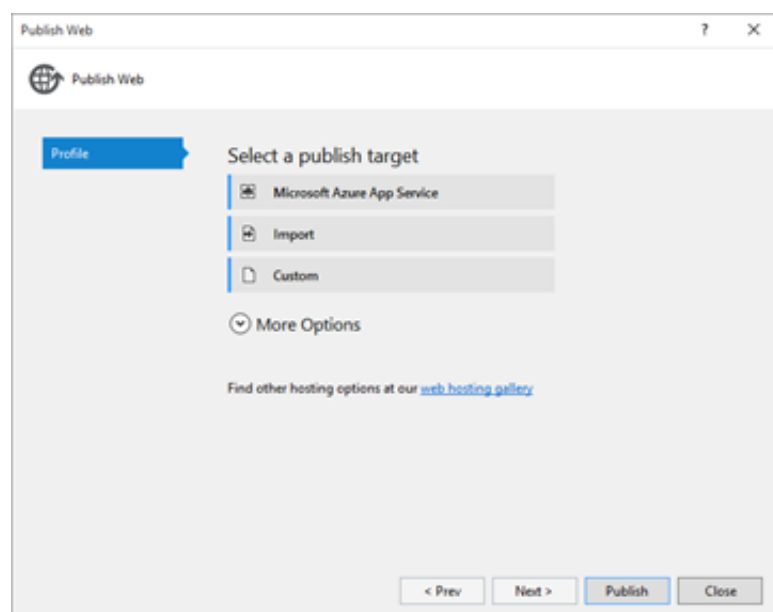 Publish Web
?
Publish Web
Profile
Select a publish target
Microsoft Azure App Service
Import
Custom
More Options
Find other hosting options at our web hosting gallery
< Prev
Next >
Publish
Close